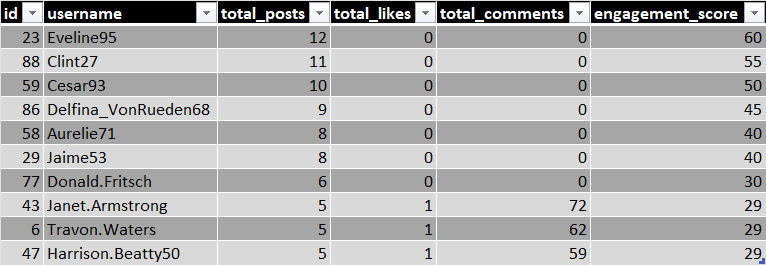 id username total_posts total_likes total_comments engagement_score
23 Eveline95 12 0 0 60
88 Clint27 11 0 0 55
59 Cesar93 10 0 0 50
86 Delfina_VonRueden68 9 0 0 45
58 Aurelie71 8 0 0 40
29 Jaime53 8 0 0 40
77 Donald.Fritsch 6 0 0 30
43 Janet.Armstrong 5 1 72 29
6 Travon.Waters 5 1 62 29
47 Harrison.Beatty50 5 1 59 29